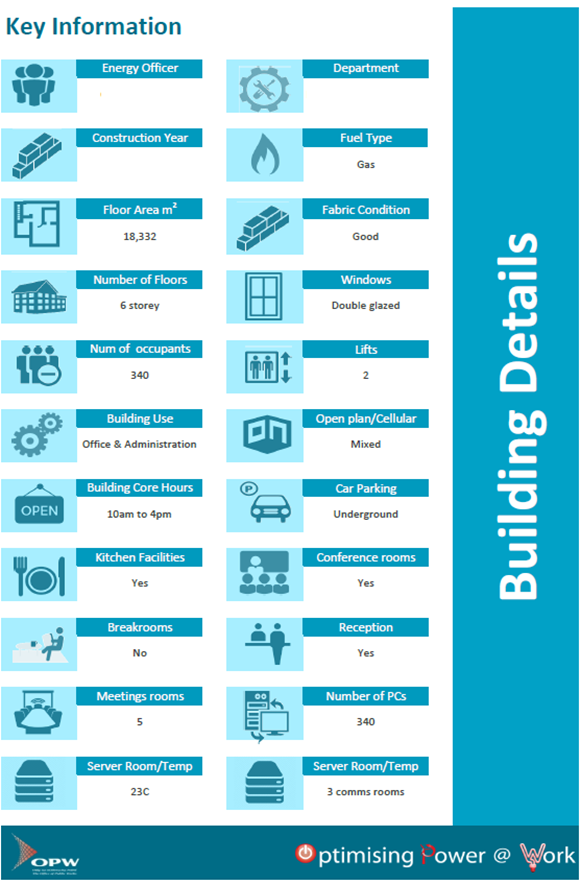 Key Information
Energy Officer
Department
Construction Year
Fuel Type
Gas
Floor Area m²
18,332
Fabric Condition
Good
Number of Floors
6 storey
Windows
Double glazed
Num of occupants
340
Lifts
2
Building Use
Office & Administration
Open plan/Cellular
Mixed
OPEN
Building Core Hours
10am to 4pm
P
Car Parking
Underground
Kitchen Facilities
Yes
Conference rooms
Yes
Breakrooms
No
Reception
Yes
Meetings rooms
5
Number of PCs
340
Server Room/Temp
23C
Server Room/Temp
3 comms rooms
Building Details
OPW
Optimising Power @ Work